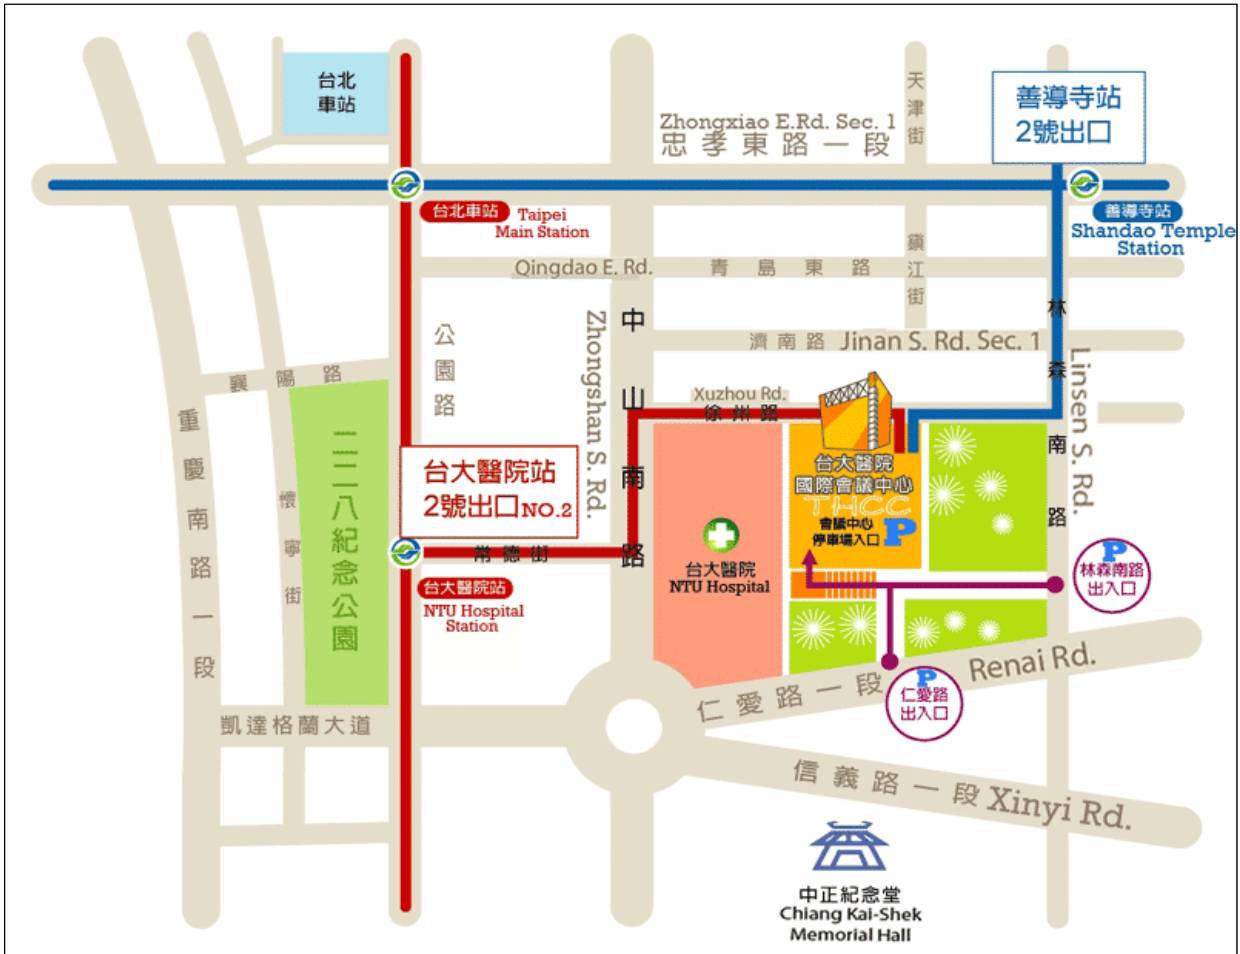 台北
車站
Zhongxiao E.Rd. Sec. 1
忠孝東路一段
天津街
善導寺站
2號出口
台北車站
Taipei
Main Station
善導寺站
Shandao Temple
Station
Qingdao E. Rd.
青島東路
鎮江街
公園路
Zhongshan S. Rd.
中山南路
濟南路
Jinan S. Rd. Sec. 1
林森南路
Linsen S. Rd.
襄陽路
Xuzhou Rd.
徐州路
重慶南路一段
二二八紀念公園
懷寧街
台大醫院站
2號出口NO.2
常德街
台大醫院站
NTU Hospital
Station
台大醫院
NTU Hospital
台大醫院
國際會議中心
THCC
會議中心
停車場入口
P
P
林森南路
出入口
P
仁愛路
出入口
仁愛路一段
Renai Rd.
凱達格蘭大道
信義路一段
Xinyi Rd.
中正紀念堂
Chiang Kai-Shek
Memorial Hall